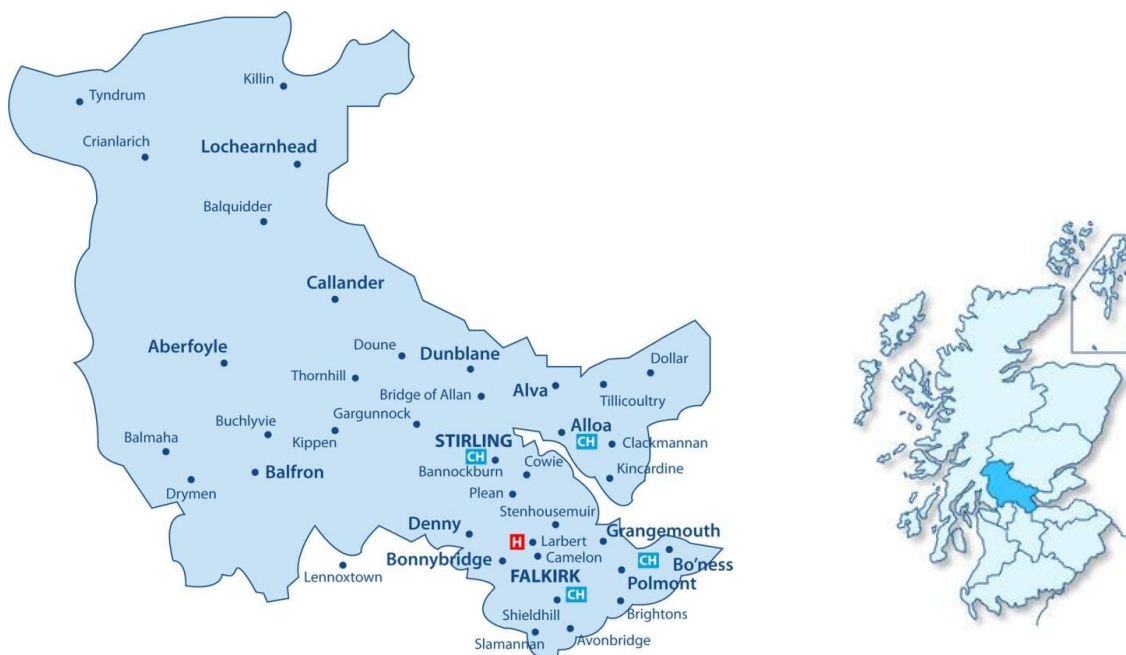 Killin
Tyndrum
Crianlarich
Lochearnhead
Balquidder
Callander
Aberfoyle
Doune
Dunblane
Dollar
Thornhill
Alva
Bridge of Allan
Tillicoultry
Gargunnock
Buchlyvie
Alloa
CH
Balmaha
Kippen
STIRLING
CH
Clackmannan
Cowie
Balfron
Bannockburn
Kincardine
Drymen
Plean
Stenhousemuir
Denny
Grangemouth
H
Larbert
Bonnybridge
Camelon
CH
Bo'ness
Lennoxtown
FALKIRK
Polmont
CH
Shieldhill
Brightons
Slamannan
Avonbridge